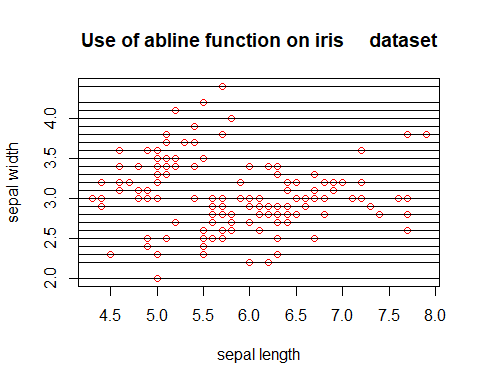 Use of abline function on iris     dataset
sepal width
4.0
3.5
3.0
2.5
2.0
4.5 5.0 5.5 6.0 6.5 7.0 7.5 8.0
sepal length